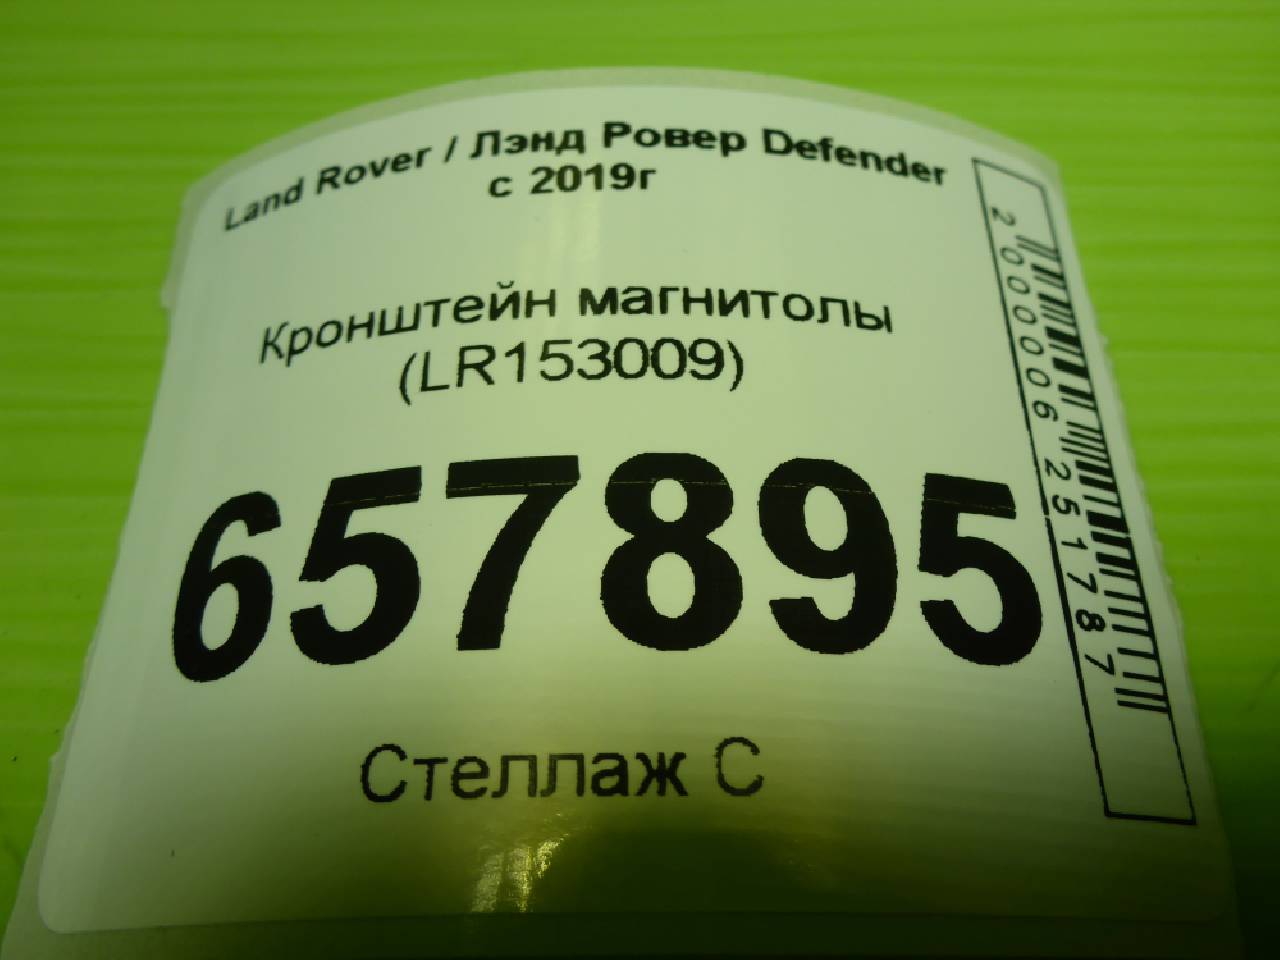 Land Rover / Лэнд Ровер Defender
с 2019г
Кронштейн магнитолы
(LR153009)
657895
Стеллаж С
2000006251787